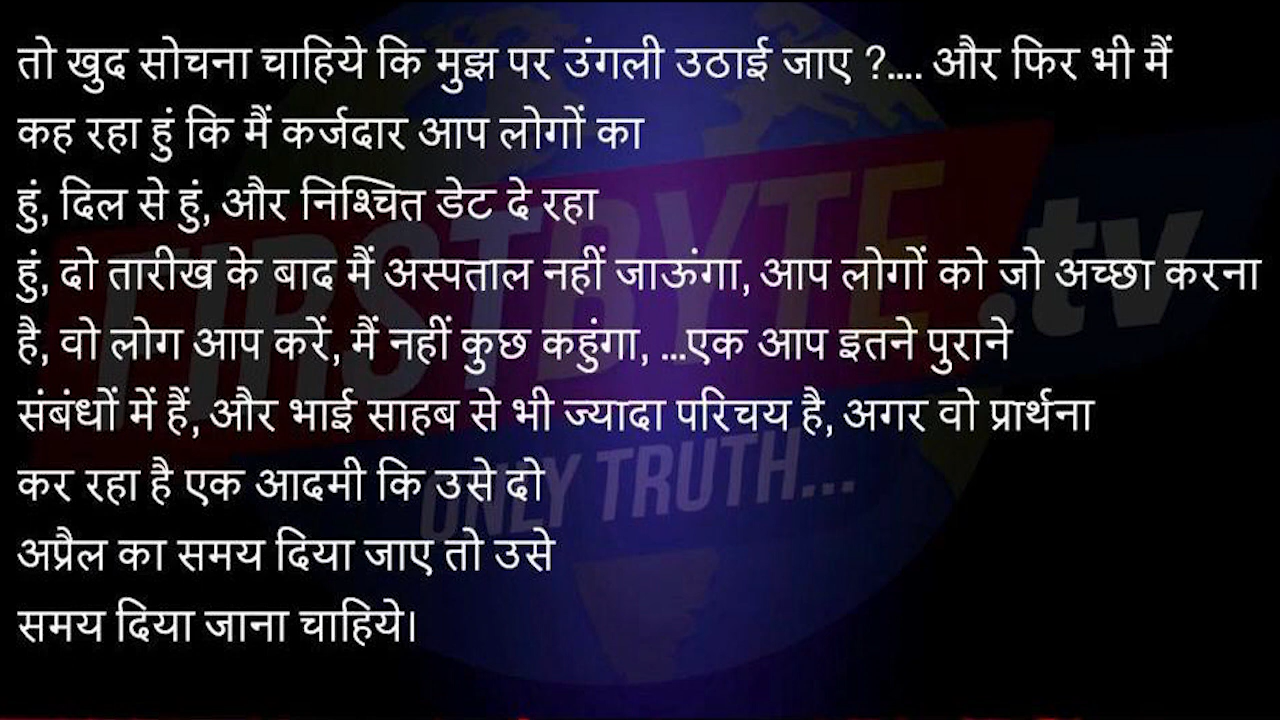 तो खुद सोचना चाहिये कि मुझ पर उंगली उठाई जाए ?.... और फिर भी मैं
कह रहा हुं कि मैं कर्जदार आप लोगों का
हुं, दिल से हुं, और निश्चित डेट दे रहा
हुं, दो तारीख के बाद मैं अस्पताल नहीं जाऊंगा, आप लोगों को जो अच्छा करना
है, वो लोग आप करें, मैं नहीं कुछ कहुंगा, ...एक आप इतने पुराने
संबंधों में हैं, और भाई साहब से भी ज्यादा परिचय है, अगर वो प्रार्थना
कर रहा है एक आदमी कि उसे दो
अप्रैल का समय दिया जाए तो उसे
समय दिया जाना चाहिये।
FIRSTBYTE.tv
"ONLY TRUTH...